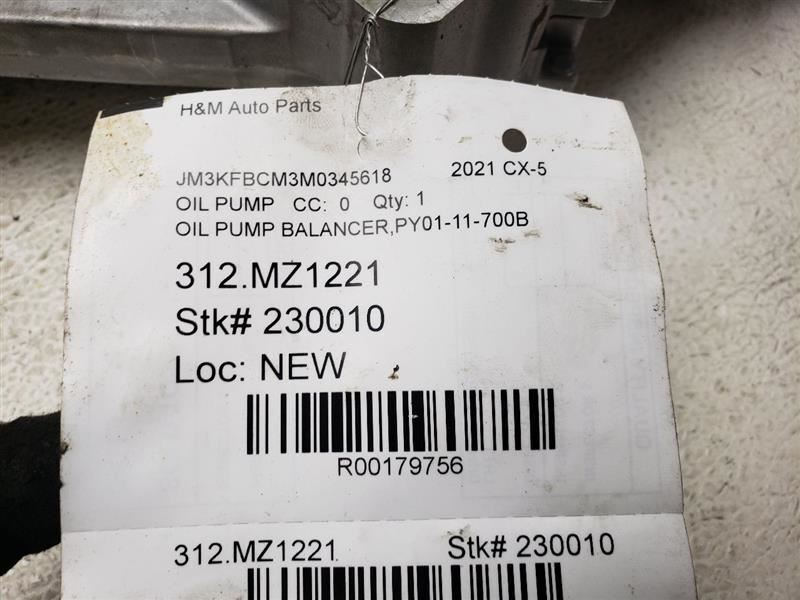 H&M Auto Parts
JM3KFBCM3M0345618 2021 CX-5
OIL PUMP CC: 0 Qty: 1
OIL PUMP BALANCER,PY01-11-700B
312.MZ1221
Stk# 230010
Loc: NEW
R00179756
312.MZ1221 Stk# 230010